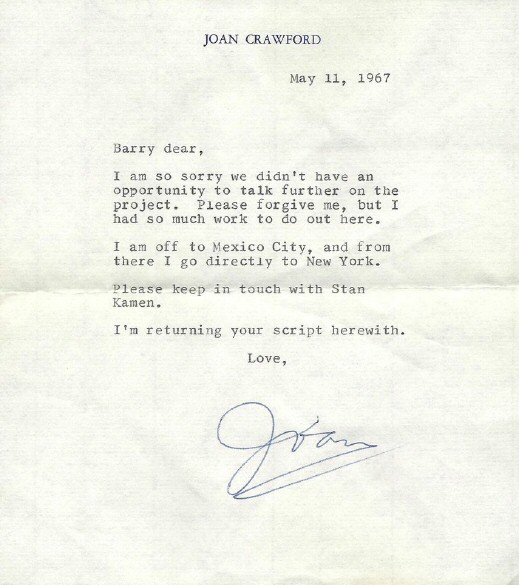 JOAN CRAWFORD
May 11, 1967
Barry dear,
I am so sorry we didn't have an
opportunity to talk further on the
project.  Please forgive me, but I
had so much work to do out here.
I am off to Mexico City, and from
there I go directly to New York.
Please keep in touch with Stan
Kamen.
I'm returning your script herewith.
Love,
Joan